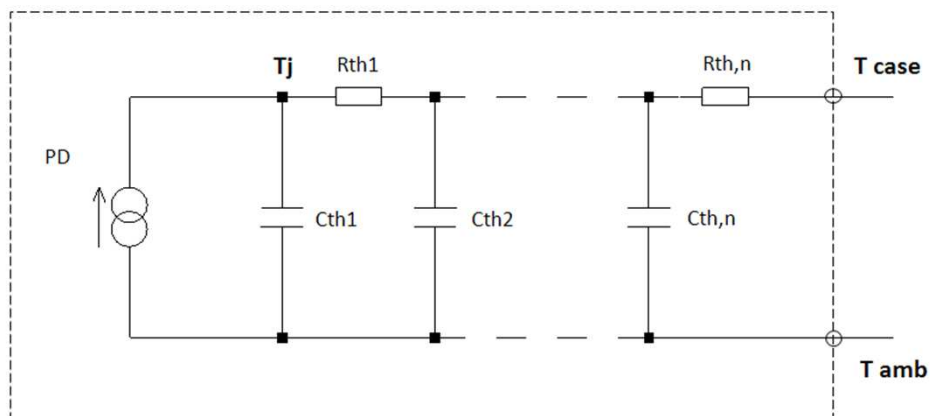 Tj
Rth1
Rth,n
T case
PD
Cth1
Cth2
Cth,n
T amb